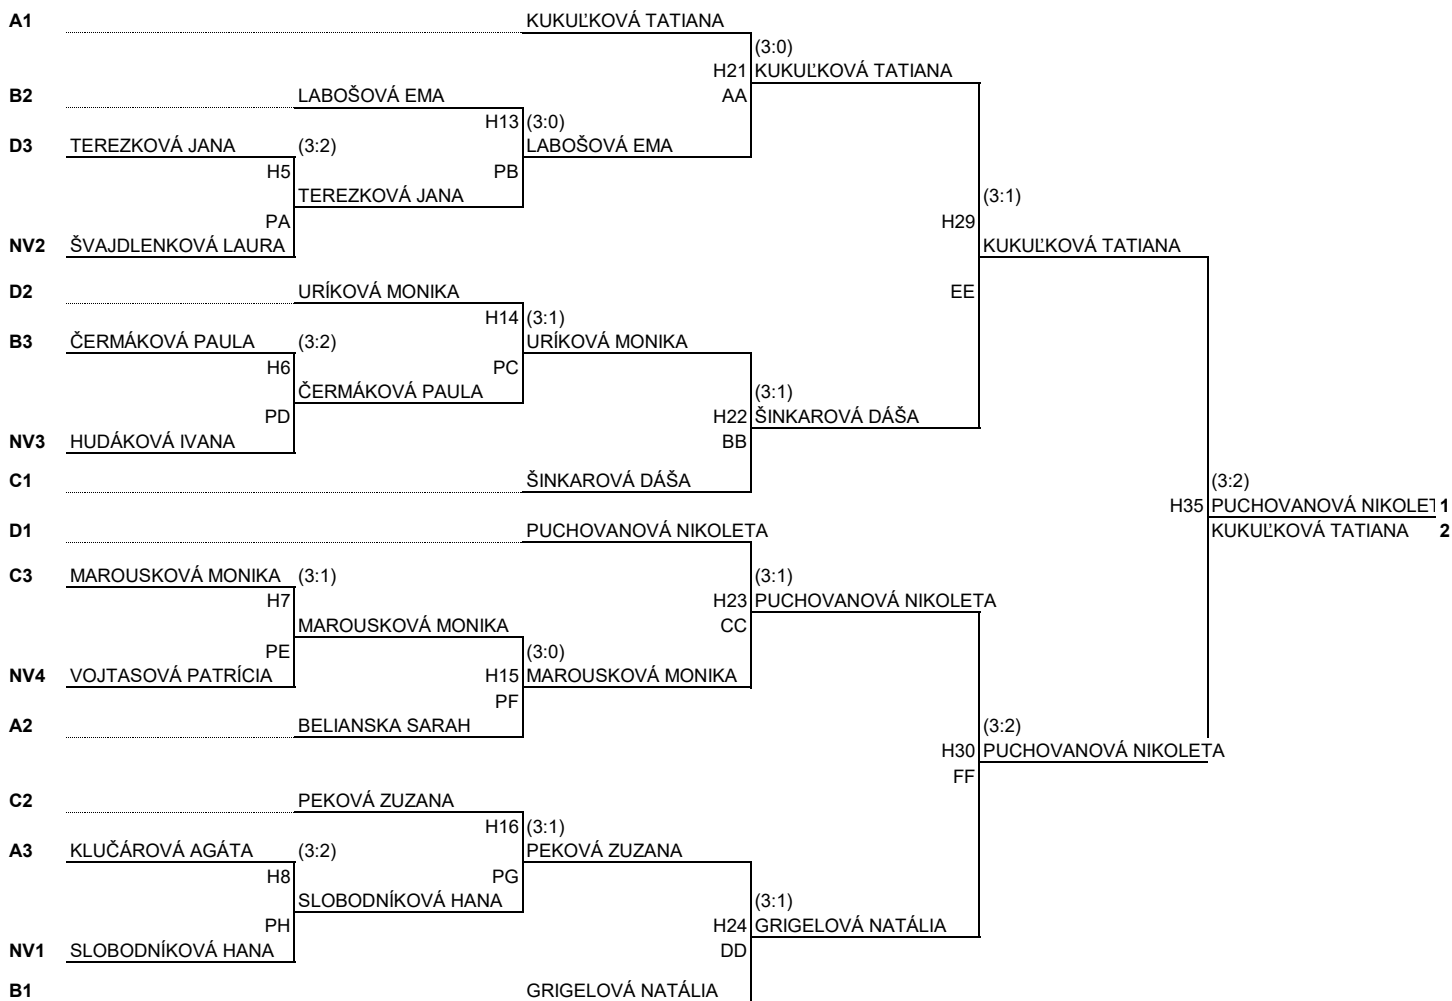 A1 KUKUĽKOVÁ TATIANA
(3:0)
H21 KUKUĽKOVÁ TATIANA
B2 LABOŠOVÁ EMA AA
H13 (3:0)
D3 TEREZKOVÁ JANA (3:2) LABOŠOVÁ EMA
H5 PB
TEREZKOVÁ JANA (3:1)
PA H29
NV2 ŠVAJDLENKOVÁ LAURA KUKUĽKOVÁ TATIANA
D2 URÍKOVÁ MONIKA EE
H14 (3:1)
B3 ČERMÁKOVÁ PAULA (3:2) URÍKOVÁ MONIKA
H6 PC
ČERMÁKOVÁ PAULA (3:1)
PD H22 ŠINKAROVÁ DÁŠA
NV3 HUDÁKOVÁ IVANA BB
C1 ŠINKAROVÁ DÁŠA (3:2)
H35 PUCHOVANOVÁ NIKOLET 1
D1 PUCHOVANOVÁ NIKOLETA KUKUĽKOVÁ TATIANA 2
C3 MAROUSKOVÁ MONIKA (3:1) (3:1)
H7 H23 PUCHOVANOVÁ NIKOLETA
MAROUSKOVÁ MONIKA CC
PE (3:0)
NV4 VOJTASOVÁ PATRÍCIA H15 MAROUSKOVÁ MONIKA
PF
A2 BELIANSKA SARAH (3:2)
H30 PUCHOVANOVÁ NIKOLETA
FF
C2 PEKOVÁ ZUZANA
H16 (3:1)
A3 KLUČÁROVÁ AGÁTA (3:2) PEKOVÁ ZUZANA
H8 PG
SLOBODNÍKOVÁ HANA (3:1)
PH H24 GRIGELOVÁ NATÁLIA
NV1 SLOBODNÍKOVÁ HANA DD
B1 GRIGELOVÁ NATÁLIA